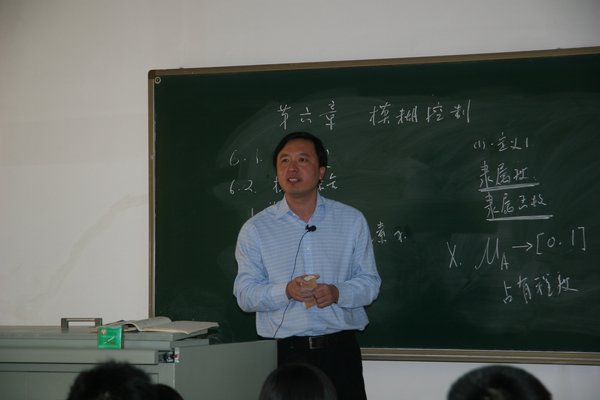 第六章 模糊控制
6.1
6.2
素 x.
(1). 定义1
隶属度.
隶属函数
X. μA → [0.1]
占有程度